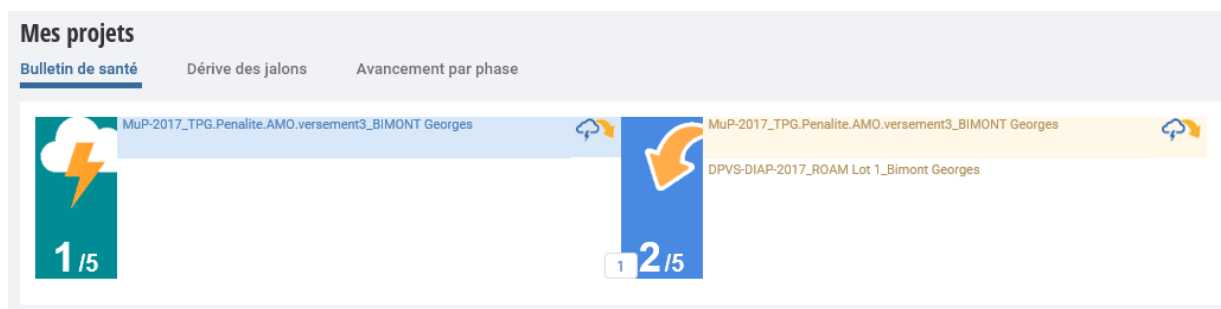 Mes projets
Bulletin de santé Dérive des jalons Avancement par phase
MuP-2017_TPG.Penalite.AMO.versement3_BIMONT Georges
1 /5
MuP-2017_TPG.Penalite.AMO.versement3_BIMONT Georges
DPVS-DIAP-2017_ROAM Lot 1_Bimont Georges
1
2 /5